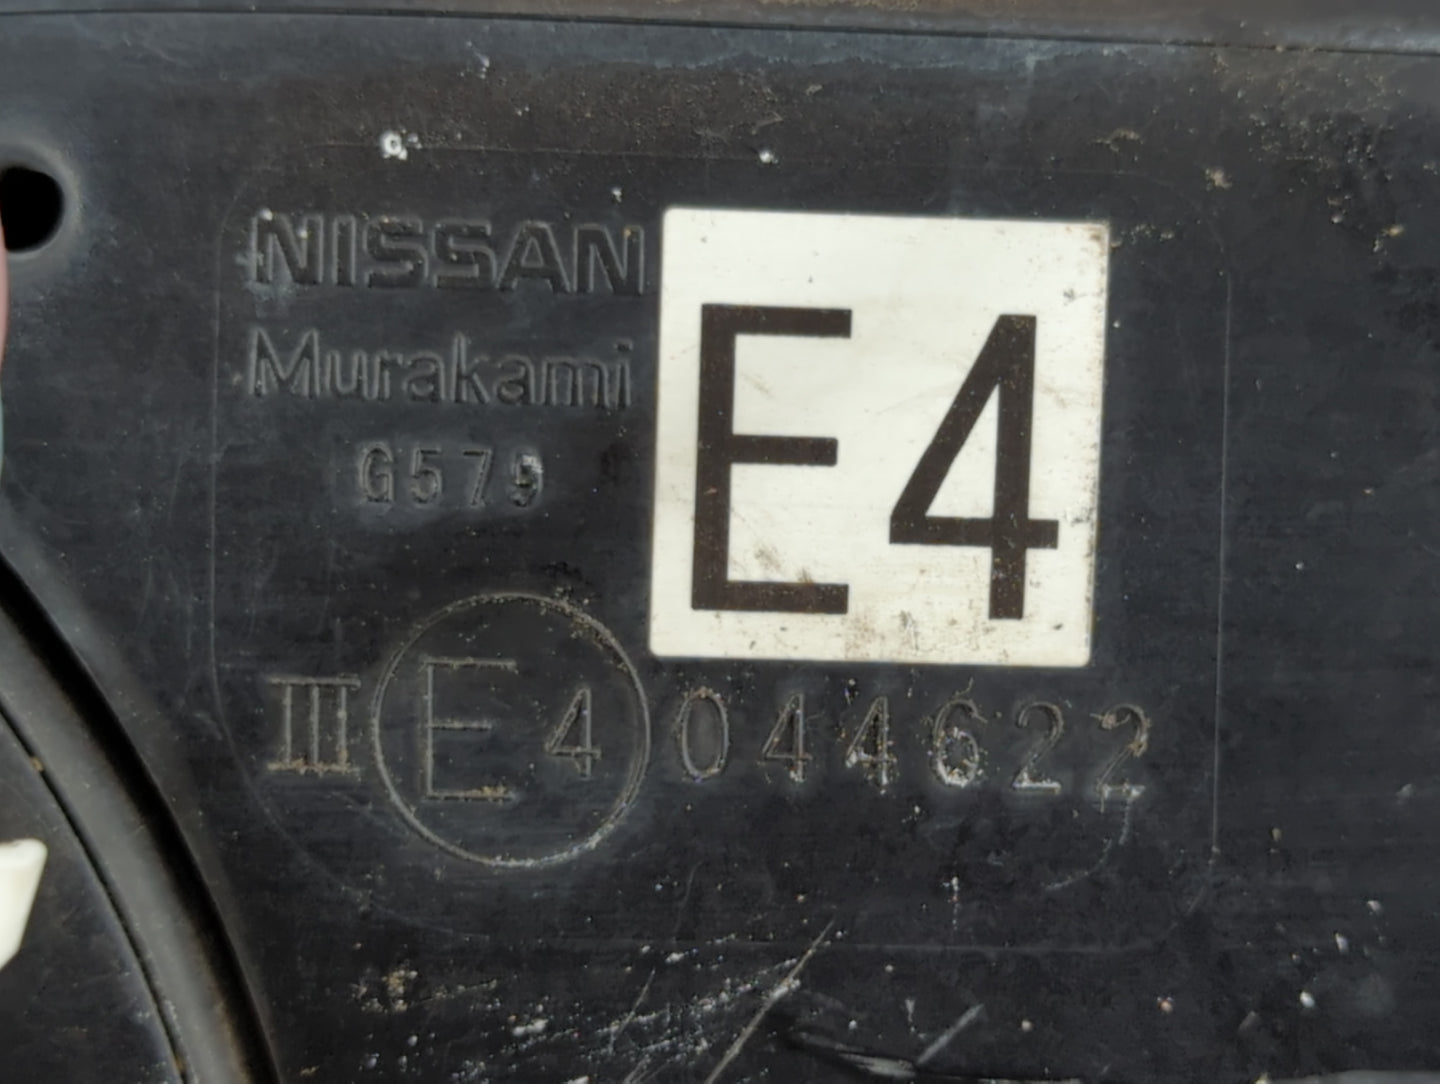 NISSAN
Murakami
G579
E4
III E4 044622